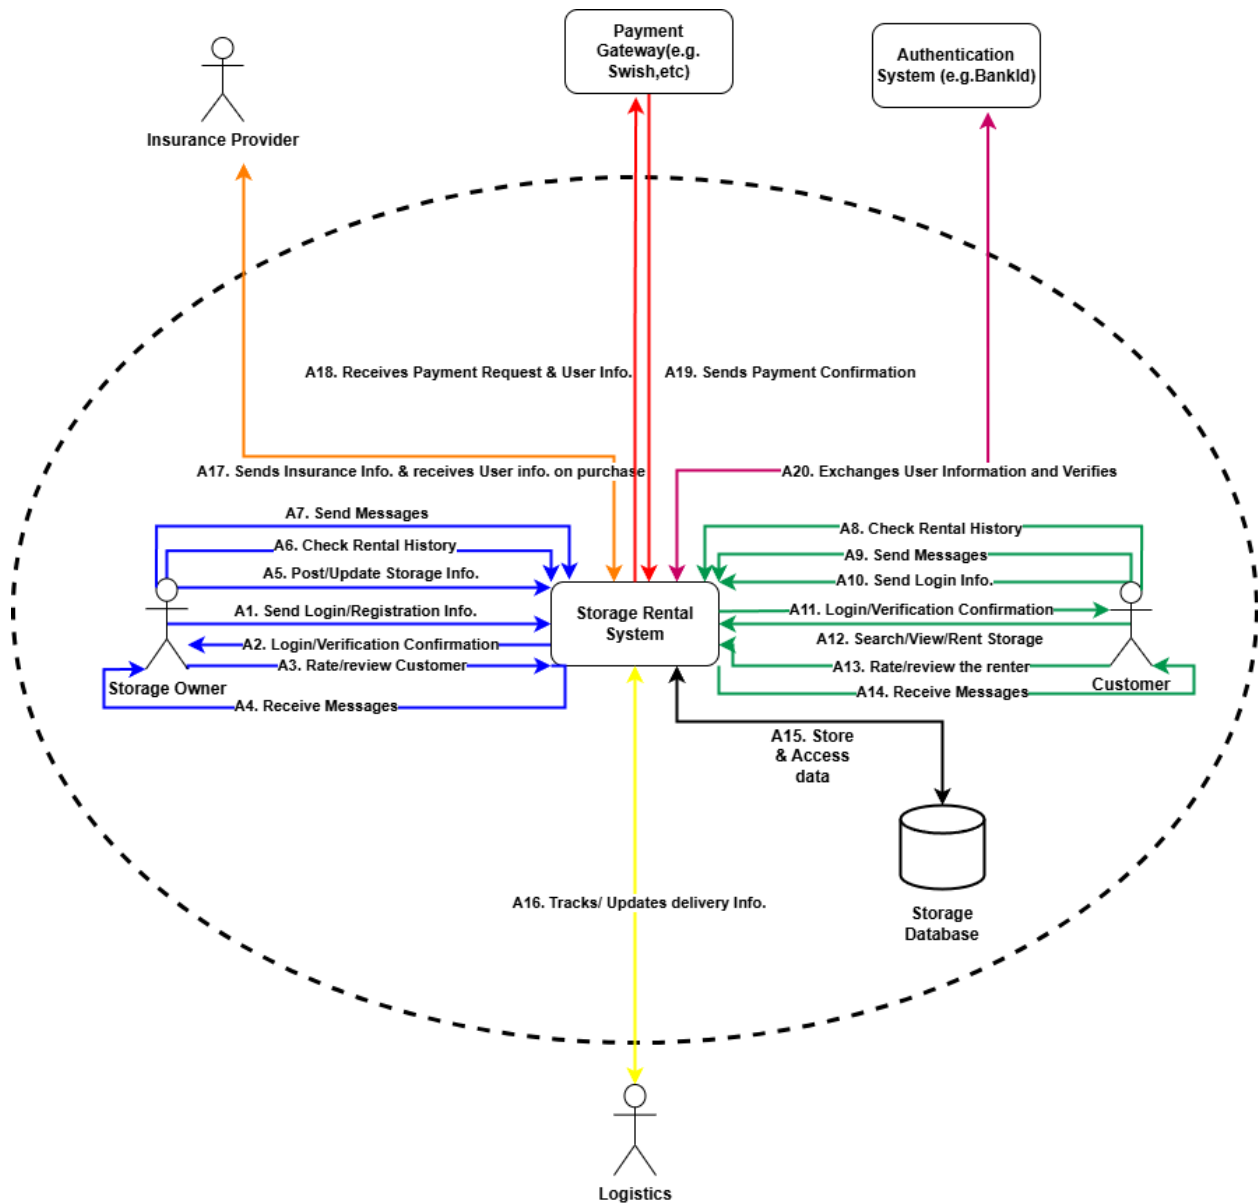 Payment
Gateway(e.g.
Swish,etc)
Authentication
System (e.g.BankId)
Insurance Provider
A18. Receives Payment Request & User Info.
A19. Sends Payment Confirmation
A17. Sends Insurance Info. & receives User info. on purchase
A20. Exchanges User Information and Verifies
A7. Send Messages
A6. Check Rental History
A5. Post/Update Storage Info.
A1. Send Login/Registration Info.
A2. Login/Verification Confirmation
A3. Rate/review Customer
A4. Receive Messages
Storage Owner
Storage Rental
System
A8. Check Rental History
A9. Send Messages
A10. Send Login Info.
A11. Login/Verification Confirmation
A12. Search/View/Rent Storage
A13. Rate/review the renter
A14. Receive Messages
Customer
A15. Store
& Access
data
A16. Tracks/ Updates delivery Info.
Storage
Database
Logistics